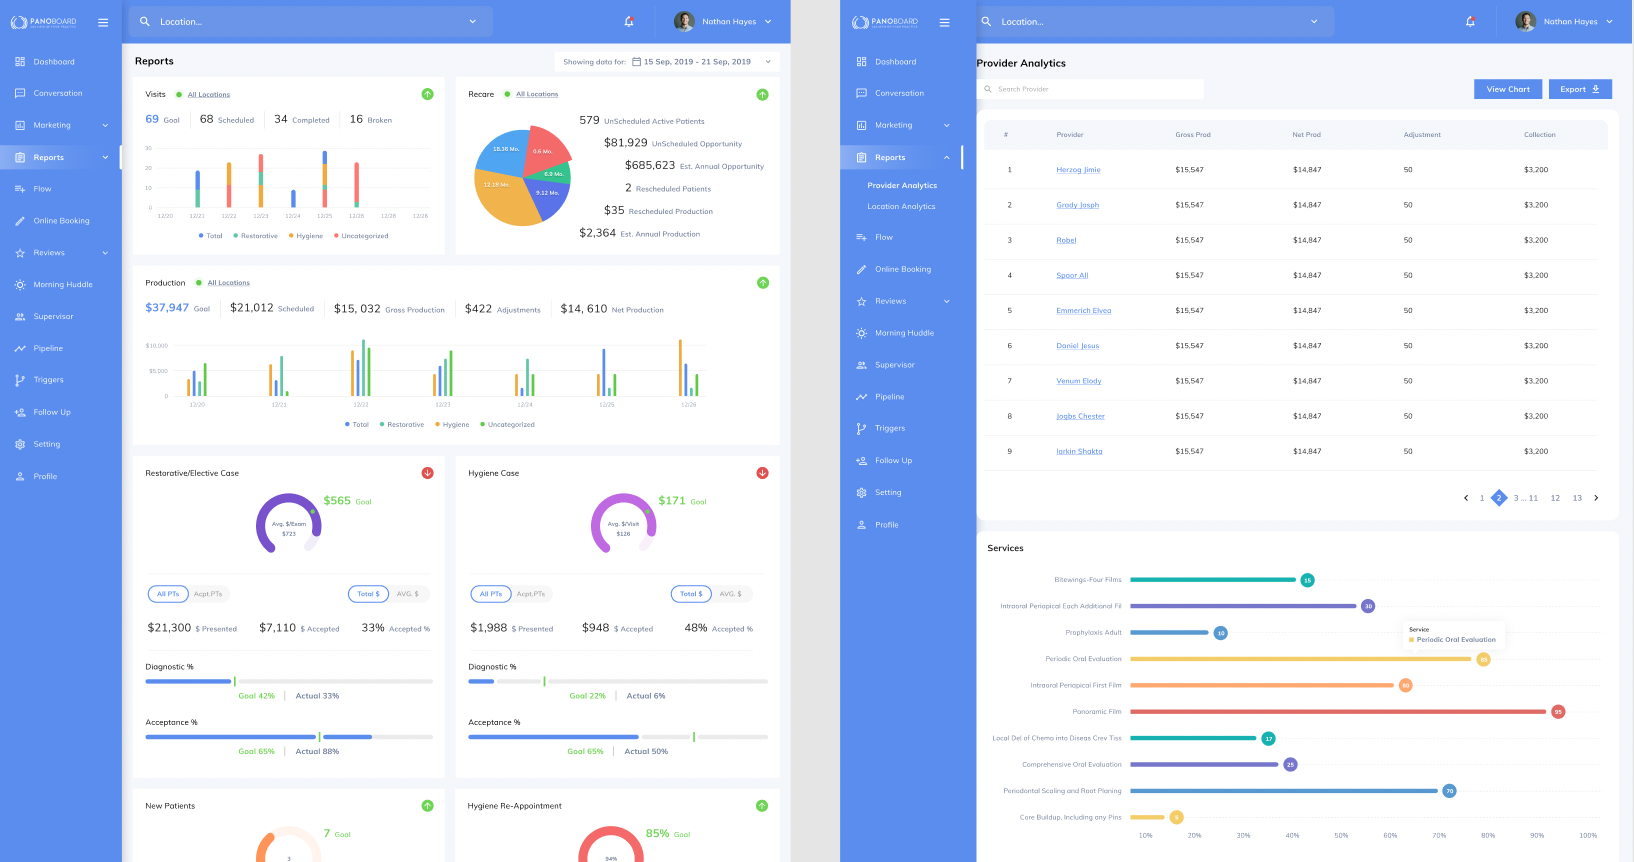 PANOBOARD
Location...
Nathan Hayes
Dashboard
Conversation
Marketing
Reports
Flow
Online Booking
Reviews
Morning Huddle
Supervisor
Pipeline
Triggers
Follow Up
Setting
Profile
Reports
Showing data for: 15 Sep, 2019 - 21 Sep, 2019
Visits All Locations
69 Goal 68 Scheduled 34 Completed 16 Broken
30
20
10
0
12/20 12/21 12/22 12/23 12/24 12/25 12/26 12/28 12/26
Total Restorative Hygiene Uncategorized
Recare All Locations
18.36 Mo.
0.6 Mo.
6.9 Mo.
9.12 Mo.
12.18 Mo.
579 UnScheduled Active Patients
$81,929 UnScheduled Opportunity
$685,623 Est. Annual Opportunity
2 Rescheduled Patients
$35 Rescheduled Production
$2,364 Est. Annual Production
Production All Locations
$37,947 Goal $21,012 Scheduled $15, 032 Gross Production $422 Adjustments $14, 610 Net Production
$10,000
$5,000
0
12/20 12/21 12/22 12/23 12/24 12/25 12/26
Total Restorative Hygiene Uncategorized
Restorative/Elective Case
$565 Goal
Avg. $/Exam
$723
All PTs Acpt.PTs Total $ AVG. $
$21,300 $ Presented $7,110 $ Accepted 33% Accepted %
Diagnostic %
Goal 42% Actual 33%
Acceptance %
Goal 65% Actual 88%
Hygiene Case
$171 Goal
Avg. $/Visit
$126
All PTs Acpt.PTs Total $ AVG. $
$1,988 $ Presented $948 $ Accepted 48% Accepted %
Diagnostic %
Goal 22% Actual 6%
Acceptance %
Goal 65% Actual 50%
New Patients
7 Goal
3
Hygiene Re-Appointment
85% Goal
94%
PANOBOARD
Location...
Nathan Hayes
Dashboard
Conversation
Marketing
Reports
Provider Analytics
Location Analytics
Flow
Online Booking
Reviews
Morning Huddle
Supervisor
Pipeline
Triggers
Follow Up
Setting
Profile
Provider Analytics
Search Provider
View Chart
Export
# Provider Gross Prod Net Prod Adjustment Collection
1 Herzog Jimie $15,547 $14,847 50 $3,200
2 Grady Josph $15,547 $14,847 50 $3,200
3 Robel $15,547 $14,847 50 $3,200
4 Spoor All $15,547 $14,847 50 $3,200
5 Emmerich Elvea $15,547 $14,847 50 $3,200
6 Daniel Jesus $15,547 $14,847 50 $3,200
7 Venum Elody $15,547 $14,847 50 $3,200
8 Joqbs Chester $15,547 $14,847 50 $3,200
9 larkin Shakta $15,547 $14,847 50 $3,200
1 2 3 ... 11 12 13
Services
Bitewings-Four Films 15
Intraoral Periapical Each Additional Fil 30
Prophylaxis Adult 10
Service
Periodic Oral Evaluation
Periodic Oral Evaluation
Intraoral Periapical First Film
Panoramic Film 95
Local Del of Chemo into Diseas Crev Tiss 17
Comprehensive Oral Evaluation 25
Periodontal Scaling and Root Planing 70
Core Buildup, Including any Pins
10% 20% 30% 40% 50% 60% 70% 80% 90% 100%